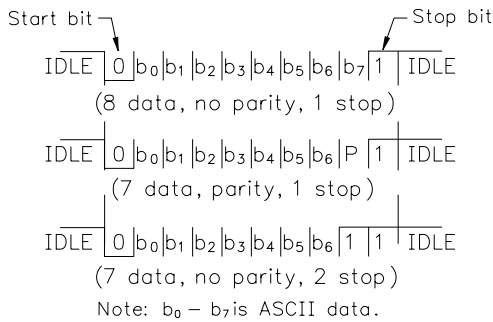 Start bit Stop bit
IDLE 0 b₀ b₁ b₂ b₃ b₄ b₅ b₆ b₇ 1 IDLE
(8 data, no parity, 1 stop)
IDLE 0 b₀ b₁ b₂ b₃ b₄ b₅ b₆ P 1 IDLE
(7 data, parity, 1 stop)
IDLE 0 b₀ b₁ b₂ b₃ b₄ b₅ b₆ 1 1 IDLE
(7 data, no parity, 2 stop)
Note: b₀ – b₇ is ASCII data.